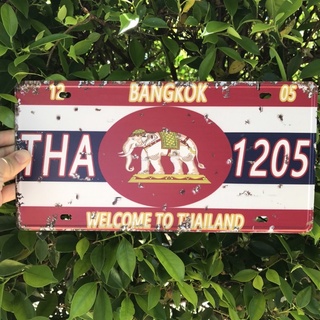 12 BANGKOK 05
THA 1205
WELCOME TO THAILAND